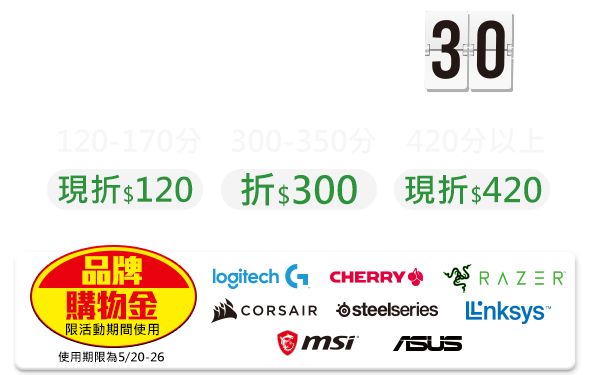 30
120-170分 300-350分 420分以上
現折$120 折$300 現折$420
品牌
購物金
限活動期間使用
使用期限為5/20-26
logitech G CHERRY RAZER
CORSAIR steelseries Linksys™
msi ASUS